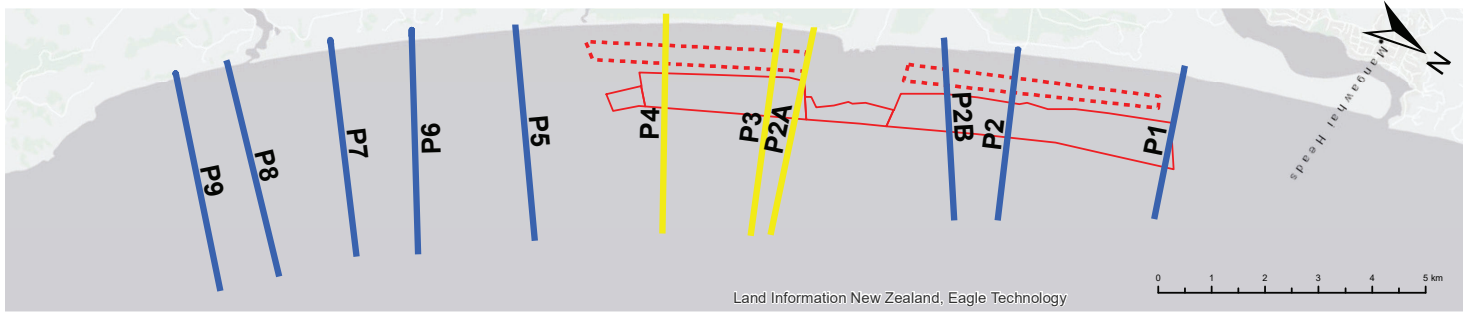 P9
P8
P7
P6
P5
P4
P3
P2A
P2B
P2
P1
Mangawhai Heads
N
0 1 2 3 4 5 km
Land Information New Zealand, Eagle Technology